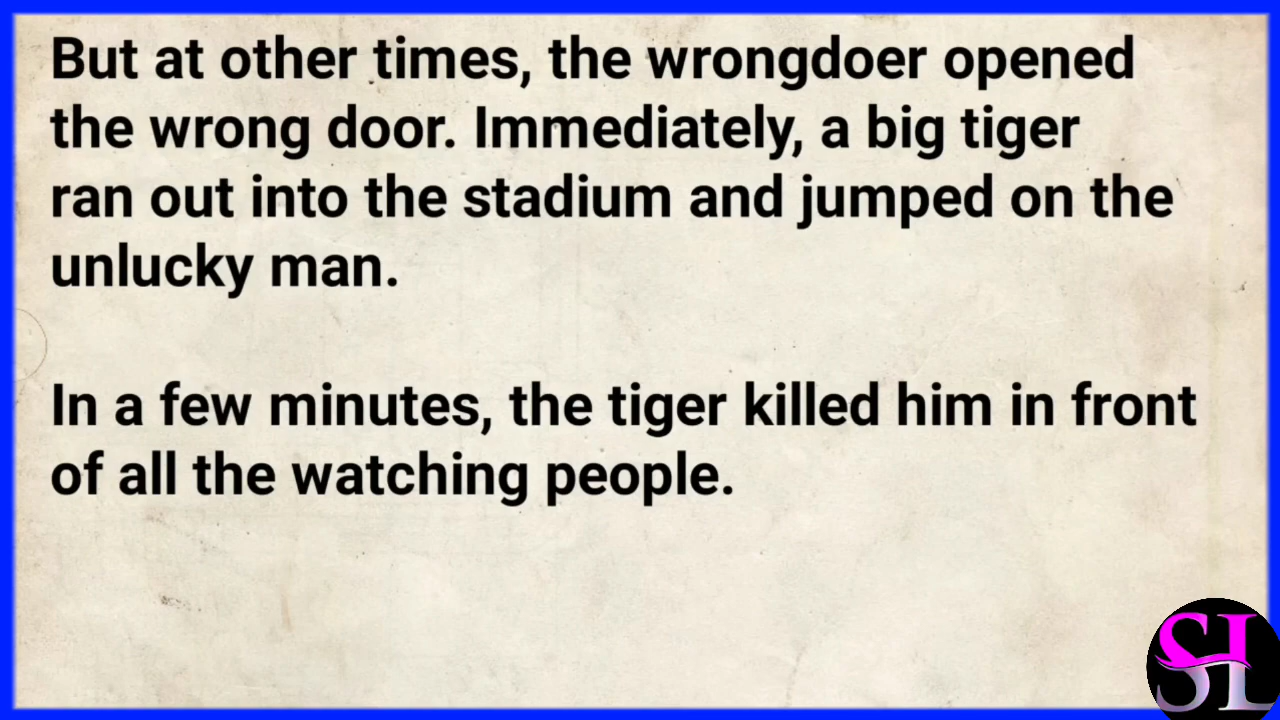 But at other times, the wrongdoer opened
the wrong door. Immediately, a big tiger
ran out into the stadium and jumped on the
unlucky man.
In a few minutes, the tiger killed him in front
of all the watching people.
SL